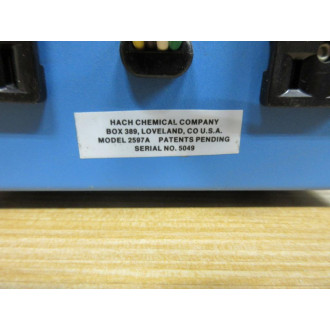 HACH CHEMICAL COMPANY
BOX 389, LOVELAND, CO U.S.A.
MODEL 2597A PATENTS PENDING
SERIAL NO. 5049